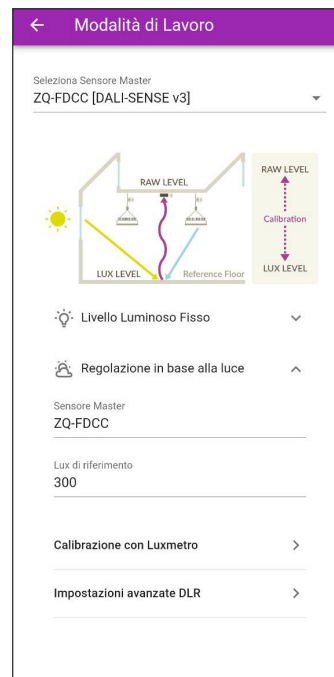 Modalità di Lavoro
Seleziona Sensore Master
ZQ-FDCC [DALI-SENSE v3]
RAW LEVEL
RAW LEVEL
Calibration
LUX LEVEL
Reference Floor
LUX LEVEL
Livello Luminoso Fisso
Regolazione in base alla luce
Sensore Master
ZQ-FDCC
Lux di riferimento
300
Calibrazione con Luxmetro
Impostazioni avanzate DLR